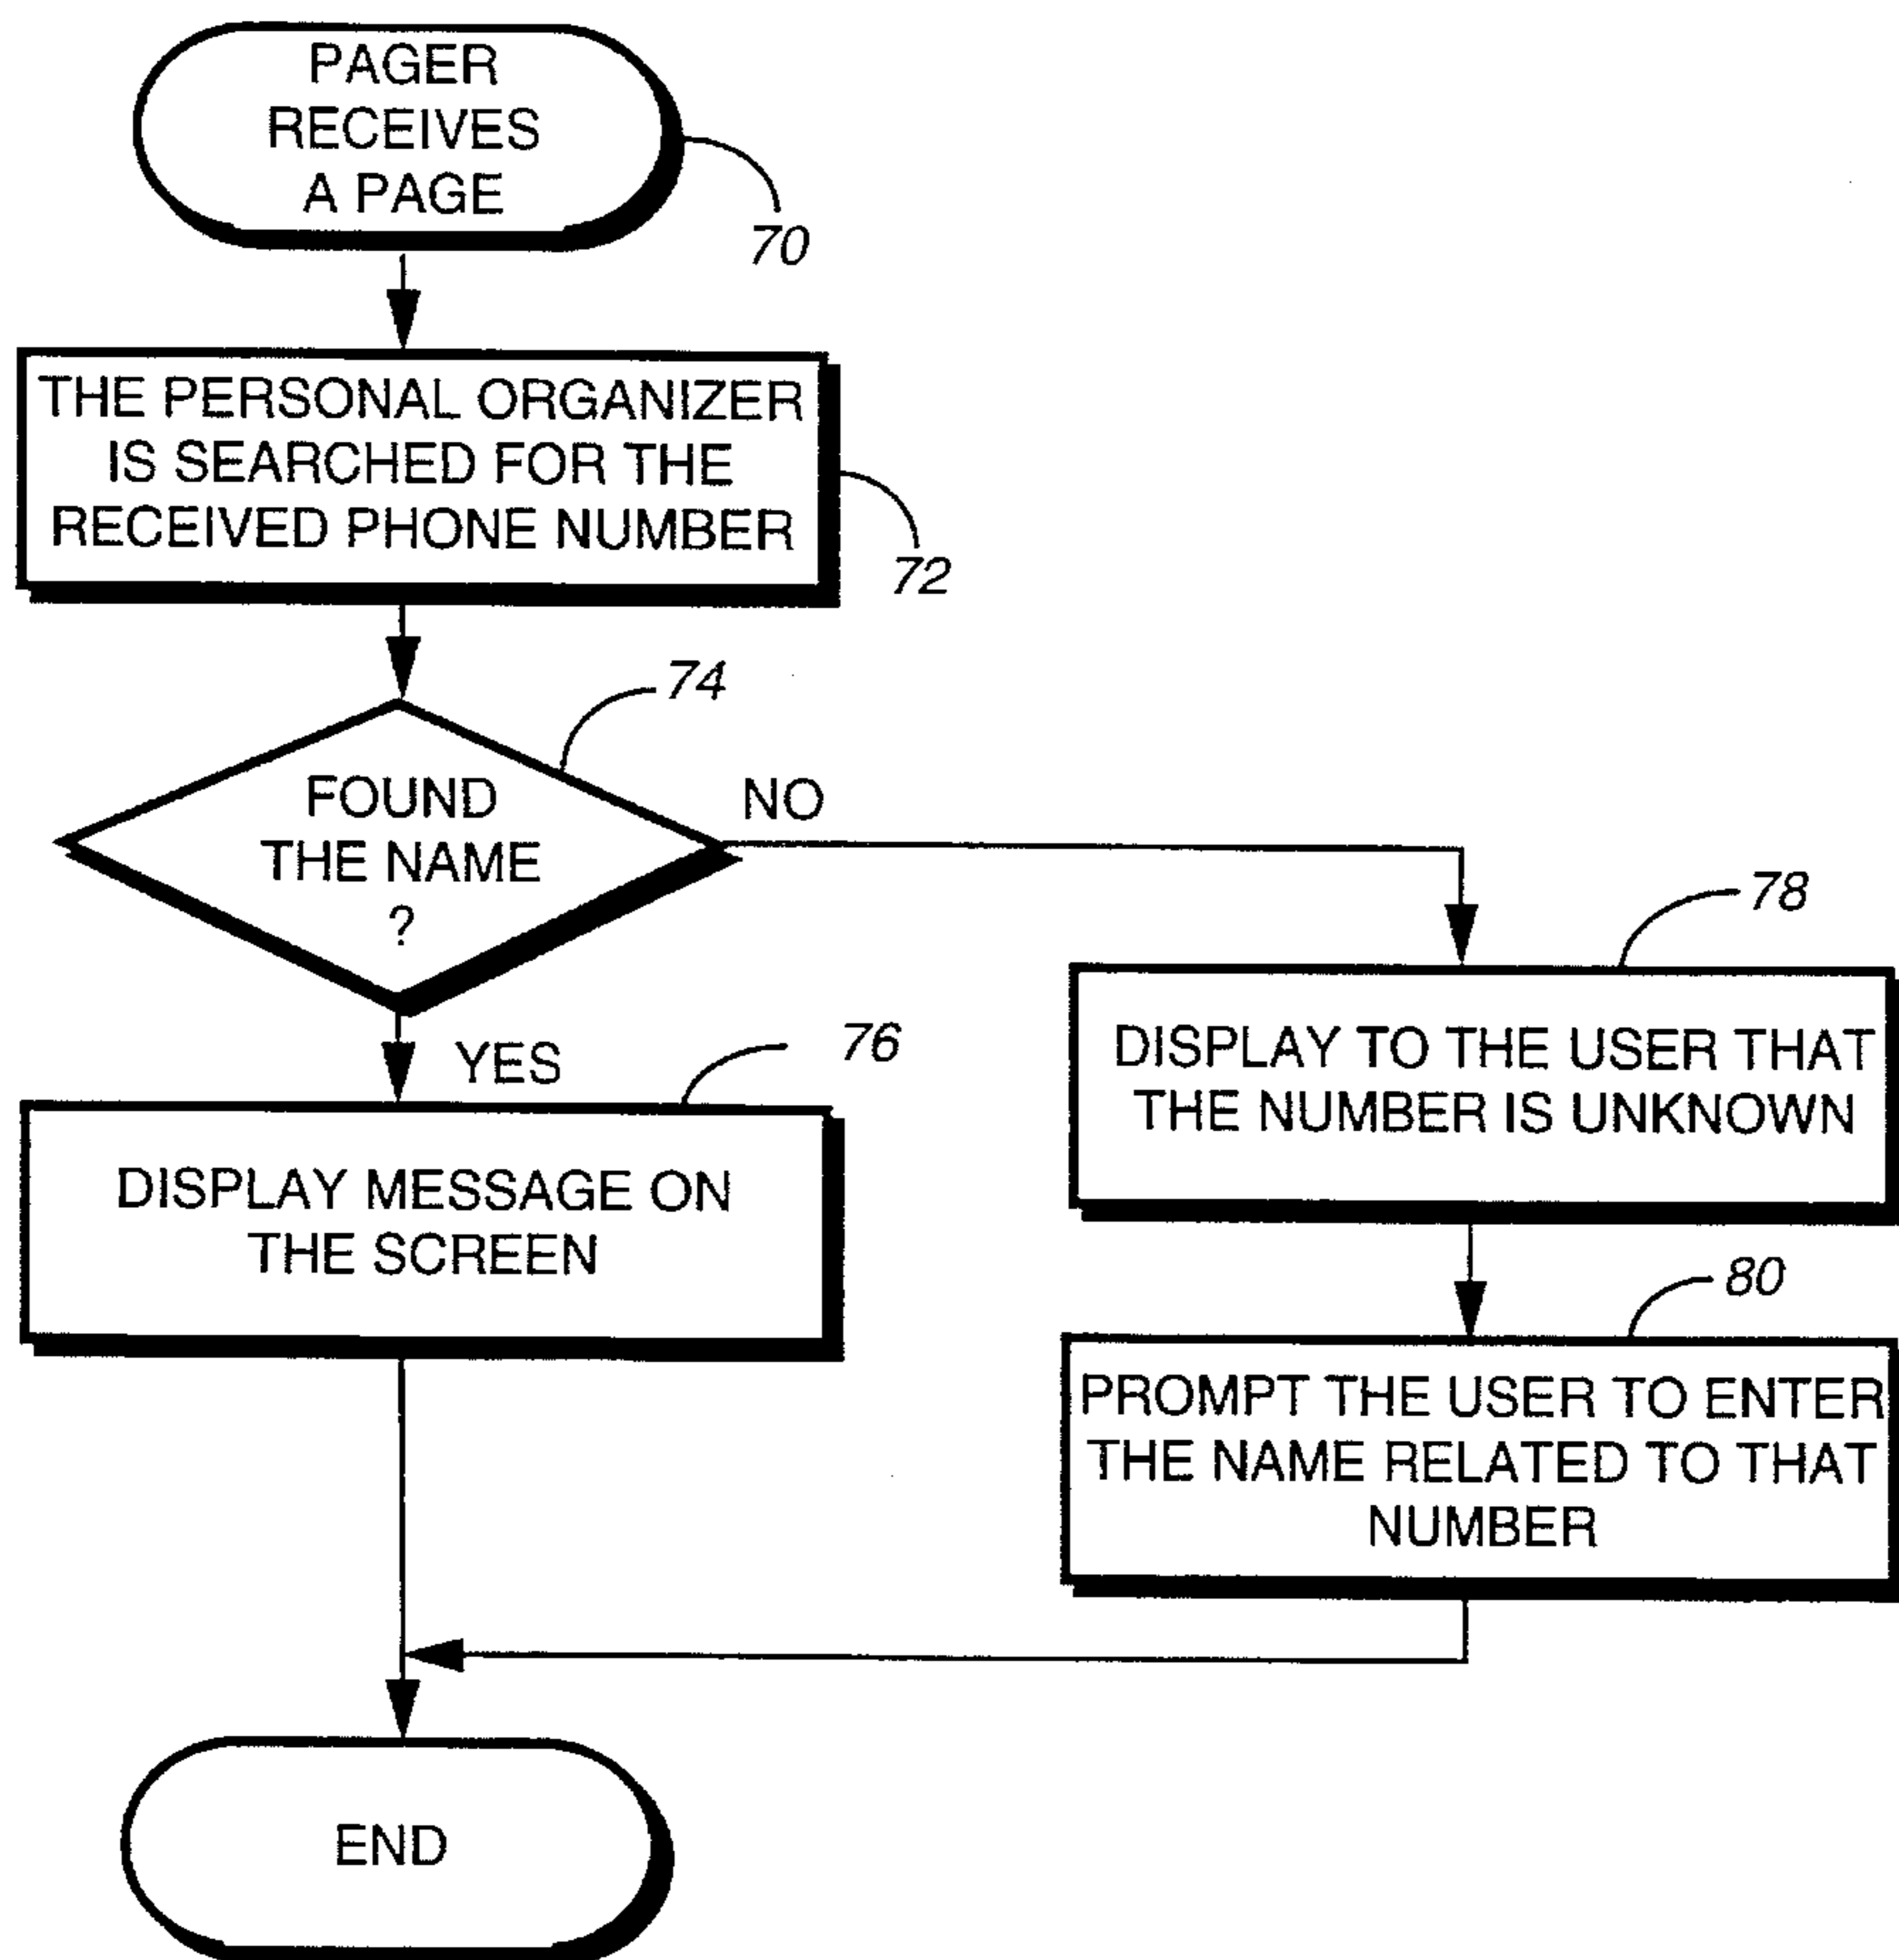 PAGER
RECEIVES
A PAGE
70
THE PERSONAL ORGANIZER
IS SEARCHED FOR THE
RECEIVED PHONE NUMBER
72
74
FOUND
THE NAME
?
NO
YES
76
DISPLAY MESSAGE ON
THE SCREEN
78
DISPLAY TO THE USER THAT
THE NUMBER IS UNKNOWN
80
PROMPT THE USER TO ENTER
THE NAME RELATED TO THAT
NUMBER
END